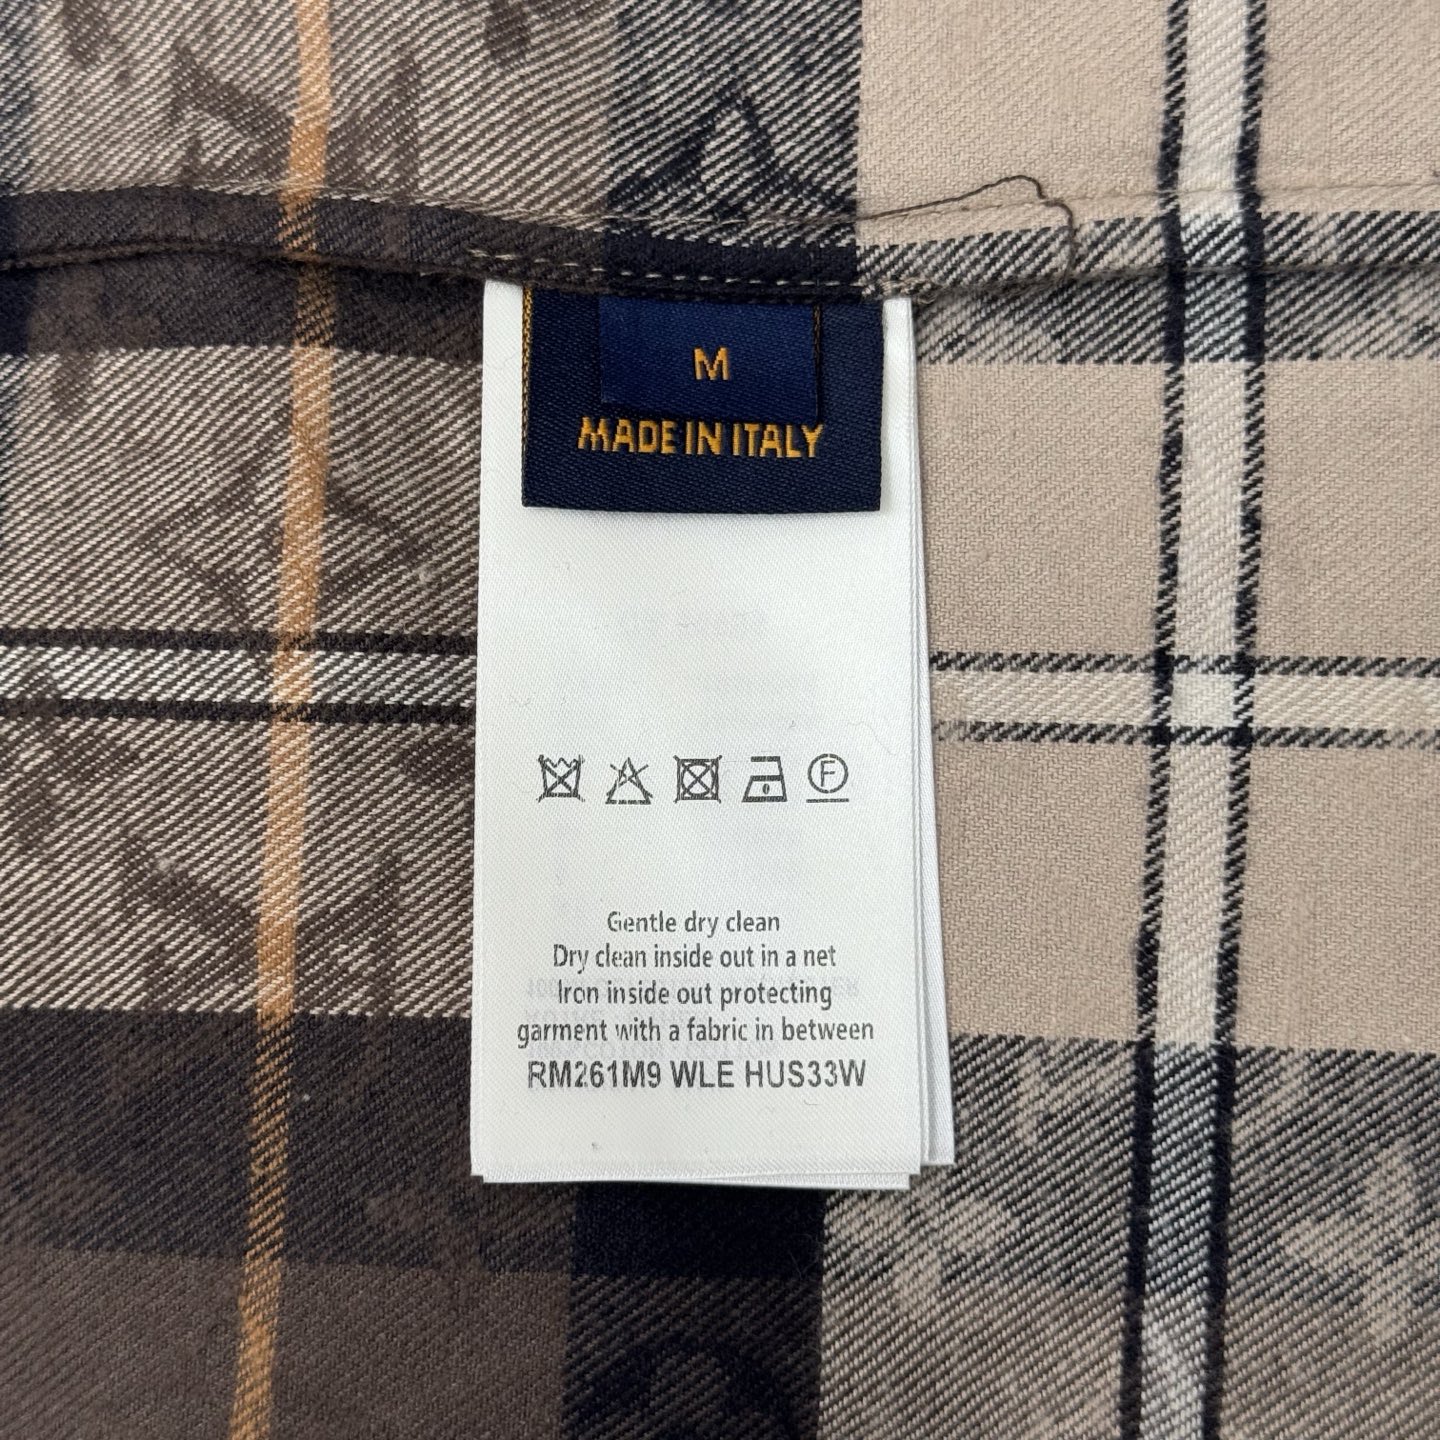 M
MADE IN ITALY
F
Gentle dry clean
Dry clean inside out in a net
Iron inside out protecting
garment with a fabric in between
RM261M9 WLE HUS33W